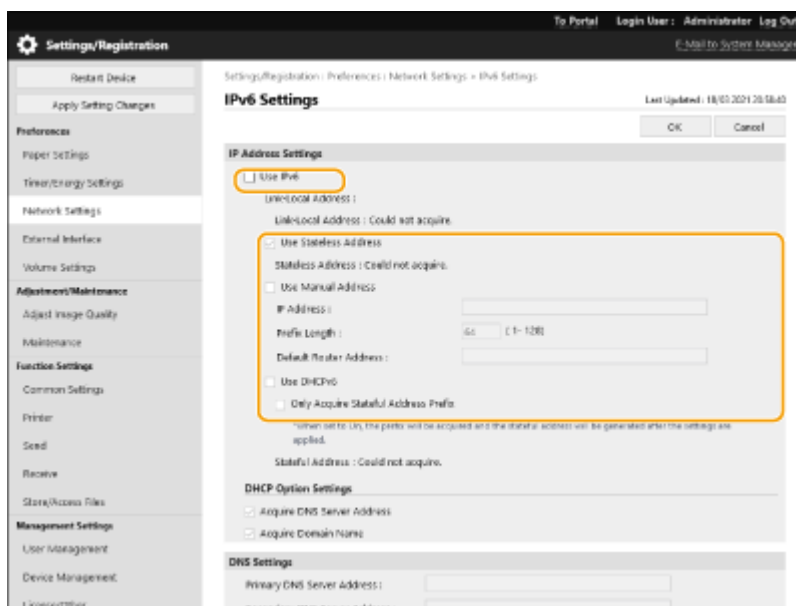 To Portal Login User : Administrator Log Out
Settings/Registration
E-Mail to System Manager
Restart Device
Apply Setting Changes
Preferences
Paper Settings
Timer/Energy Settings
Network Settings
External Interface
Volume Settings
Adjustment/Maintenance
Adjust Image Quality
Maintenance
Function Settings
Common Settings
Printer
Send
Receive
Store/Access Files
Management Settings
User Management
Device Management
License/Other
Settings/Registration : Preferences : Network Settings > IPv6 Settings
IPv6 Settings
Last Updated : 18/03 2021 20:58:40
OK Cancel
IP Address Settings
Use IPv6
Link-Local Address :
Link-Local Address : Could not acquire.
Use Stateless Address
Stateless Address : Could not acquire.
Use Manual Address
IP Address :
Prefix Length : 64 ( 1- 128)
Default Router Address :
Use DHCPv6
Only Acquire Stateful Address Prefix
*When set to On, the prefix will be acquired and the stateful address will be generated after the settings are
applied.
Stateful Address : Could not acquire.
DHCP Option Settings
Acquire DNS Server Address
Acquire Domain Name
DNS Settings
Primary DNS Server Address :